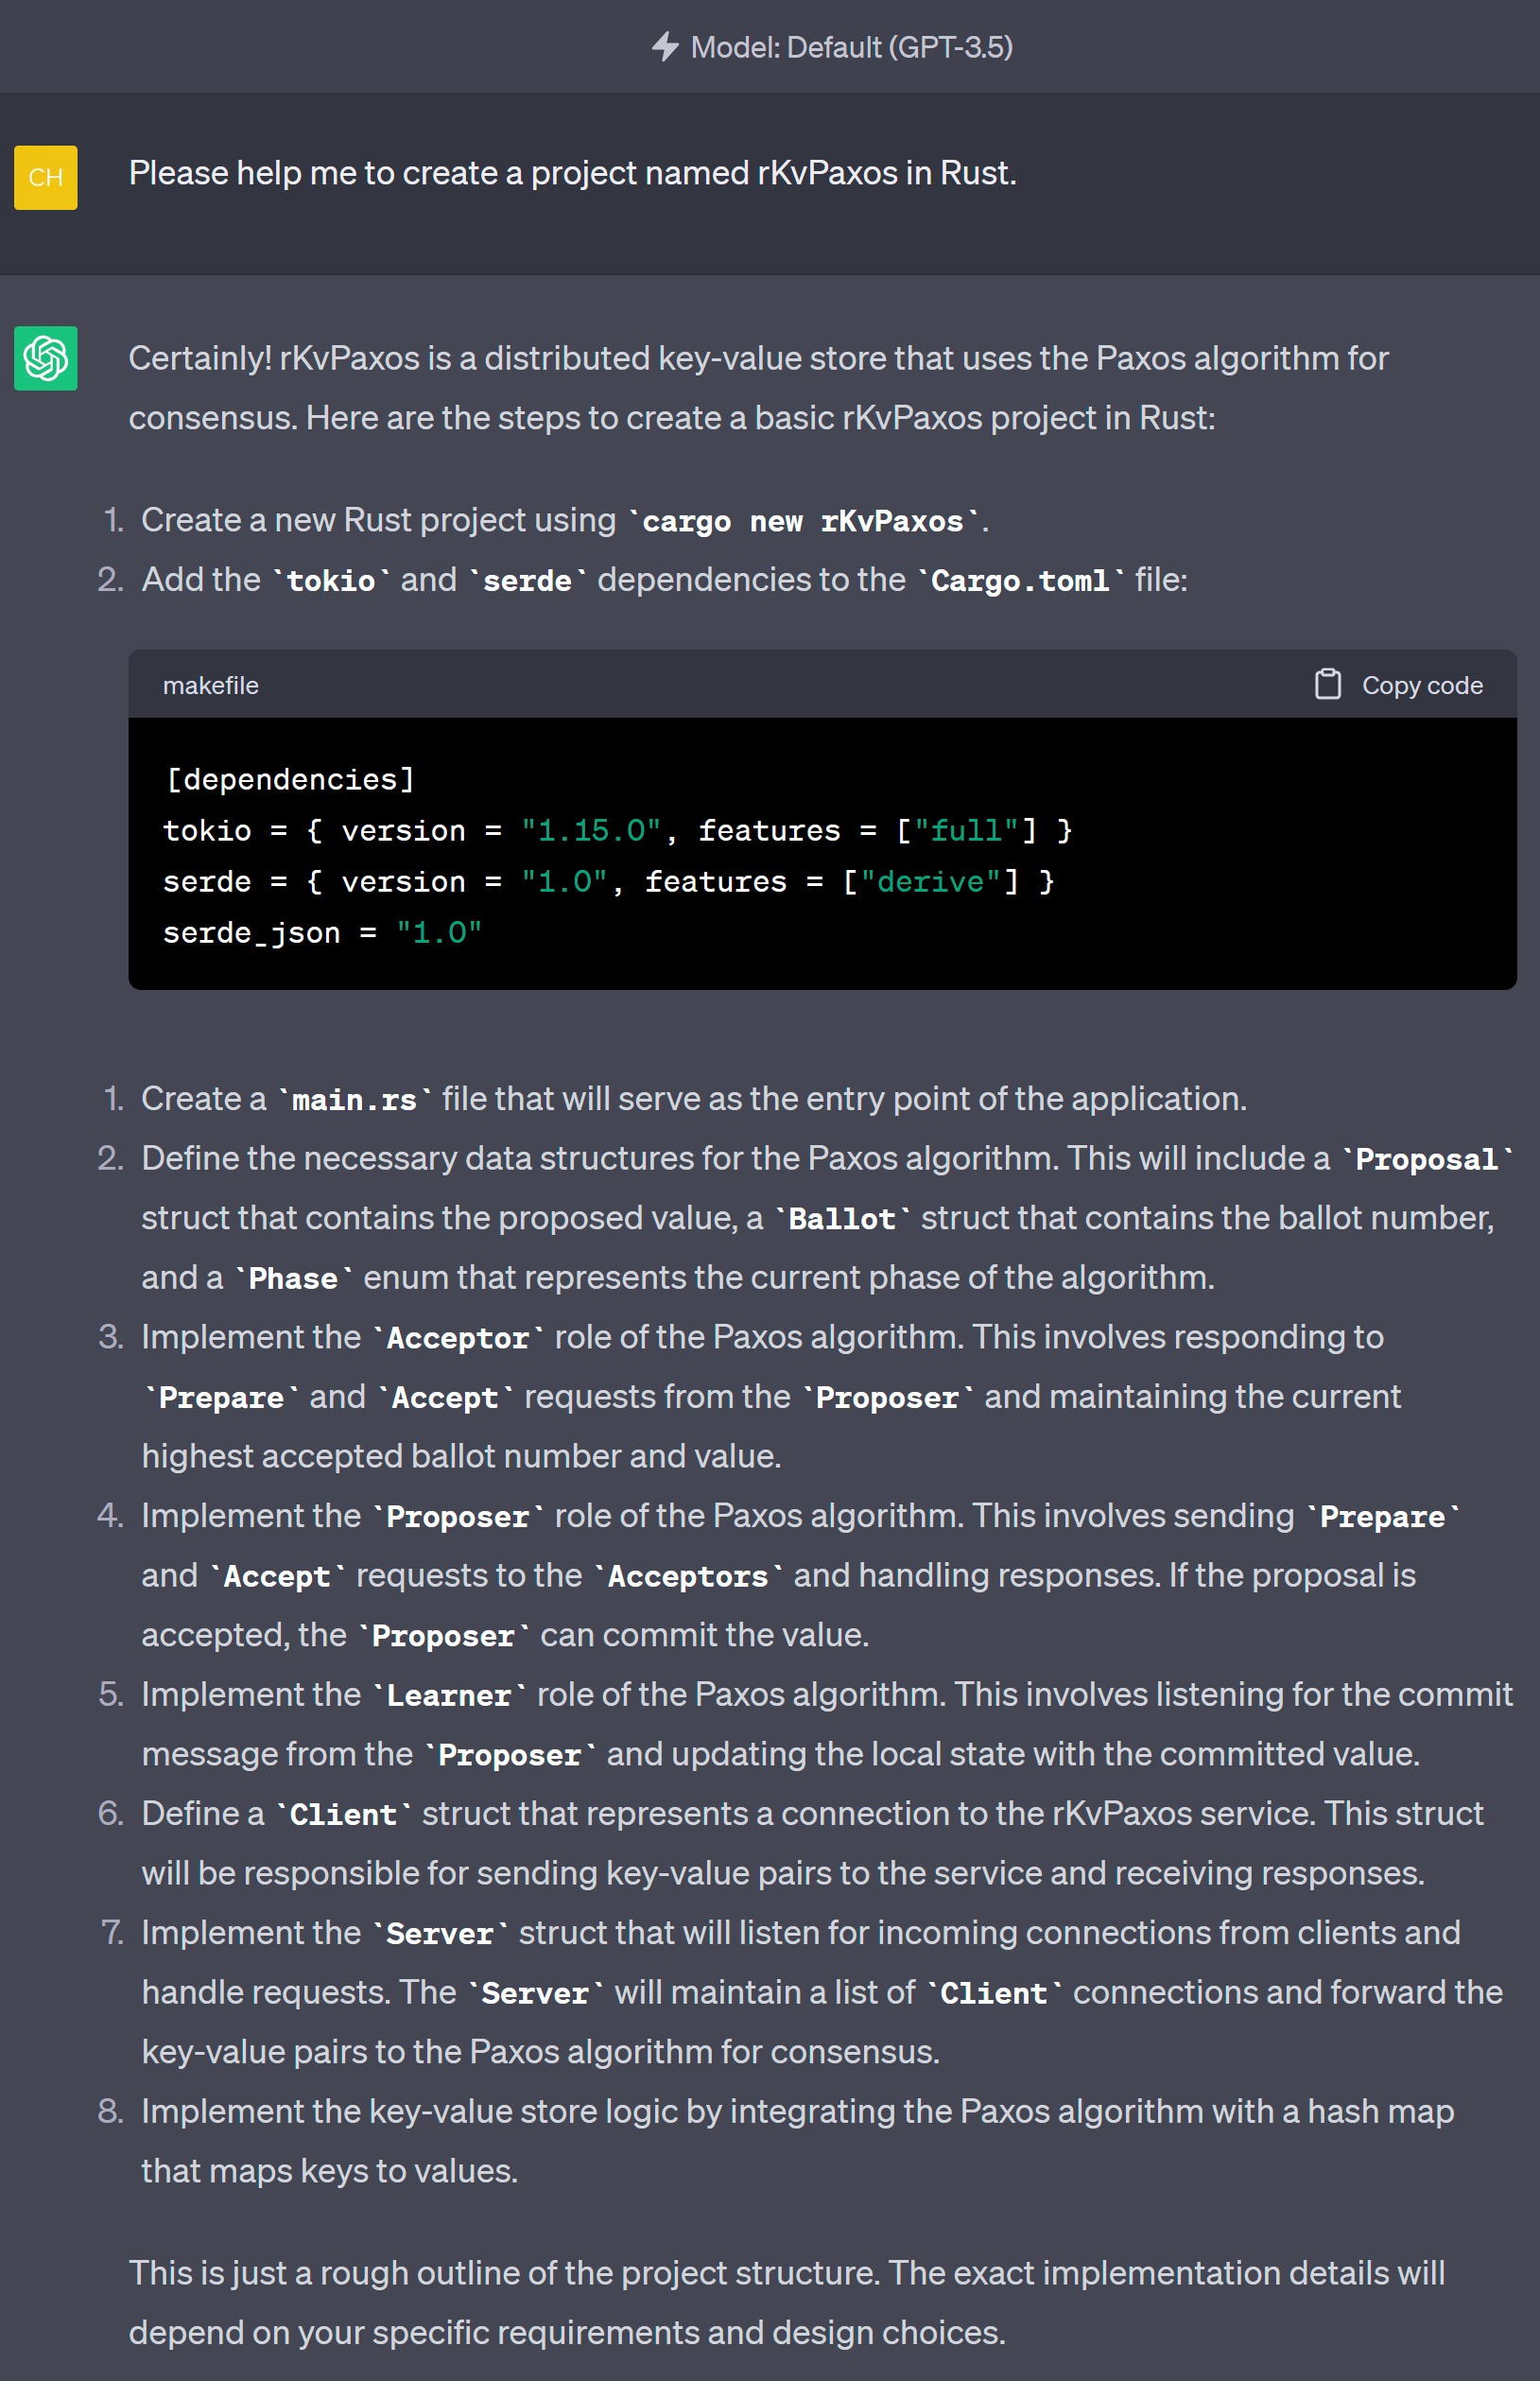 Model: Default (GPT-3.5)
CH
Please help me to create a project named rKvPaxos in Rust.
Certainly! rKvPaxos is a distributed key-value store that uses the Paxos algorithm for
consensus. Here are the steps to create a basic rKvPaxos project in Rust:
1. Create a new Rust project using `cargo new rKvPaxos`.
2. Add the `tokio` and `serde` dependencies to the `Cargo.toml` file:
makefile
Copy code
[dependencies]
tokio = { version = "1.15.0", features = ["full"] }
serde = { version = "1.0", features = ["derive"] }
serde_json = "1.0"
1. Create a `main.rs` file that will serve as the entry point of the application.
2. Define the necessary data structures for the Paxos algorithm. This will include a `Proposal`
struct that contains the proposed value, a `Ballot` struct that contains the ballot number,
and a `Phase` enum that represents the current phase of the algorithm.
3. Implement the `Acceptor` role of the Paxos algorithm. This involves responding to
`Prepare` and `Accept` requests from the `Proposer` and maintaining the current
highest accepted ballot number and value.
4. Implement the `Proposer` role of the Paxos algorithm. This involves sending `Prepare`
and `Accept` requests to the `Acceptors` and handling responses. If the proposal is
accepted, the `Proposer` can commit the value.
5. Implement the `Learner` role of the Paxos algorithm. This involves listening for the commit
message from the `Proposer` and updating the local state with the committed value.
6. Define a `Client` struct that represents a connection to the rKvPaxos service. This struct
will be responsible for sending key-value pairs to the service and receiving responses.
7. Implement the `Server` struct that will listen for incoming connections from clients and
handle requests. The `Server` will maintain a list of `Client` connections and forward the
key-value pairs to the Paxos algorithm for consensus.
8. Implement the key-value store logic by integrating the Paxos algorithm with a hash map
that maps keys to values.
This is just a rough outline of the project structure. The exact implementation details will
depend on your specific requirements and design choices.